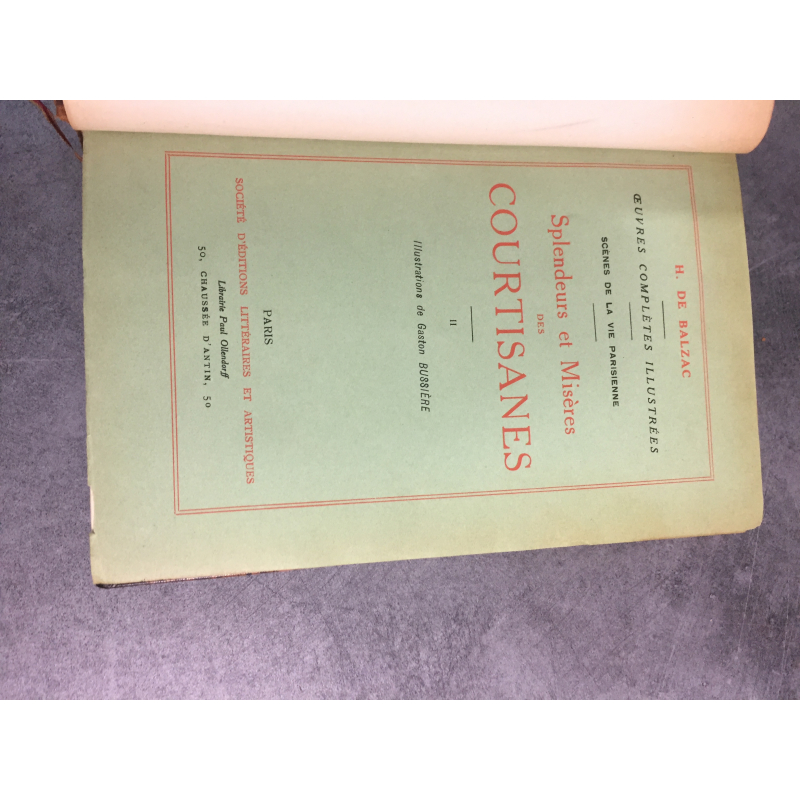 H. DE BALZAC
ŒUVRES COMPLÈTES ILLUSTRÉES
SCÈNES DE LA VIE PARISIENNE
Splendeurs et Misères
DES
COURTISANES
II
Illustrations de Gaston BUSSIÈRE
PARIS
SOCIÉTÉ D'ÉDITIONS LITTÉRAIRES ET ARTISTIQUES
Librairie Paul Ollendorff
50, CHAUSSÉE D'ANTIN, 50